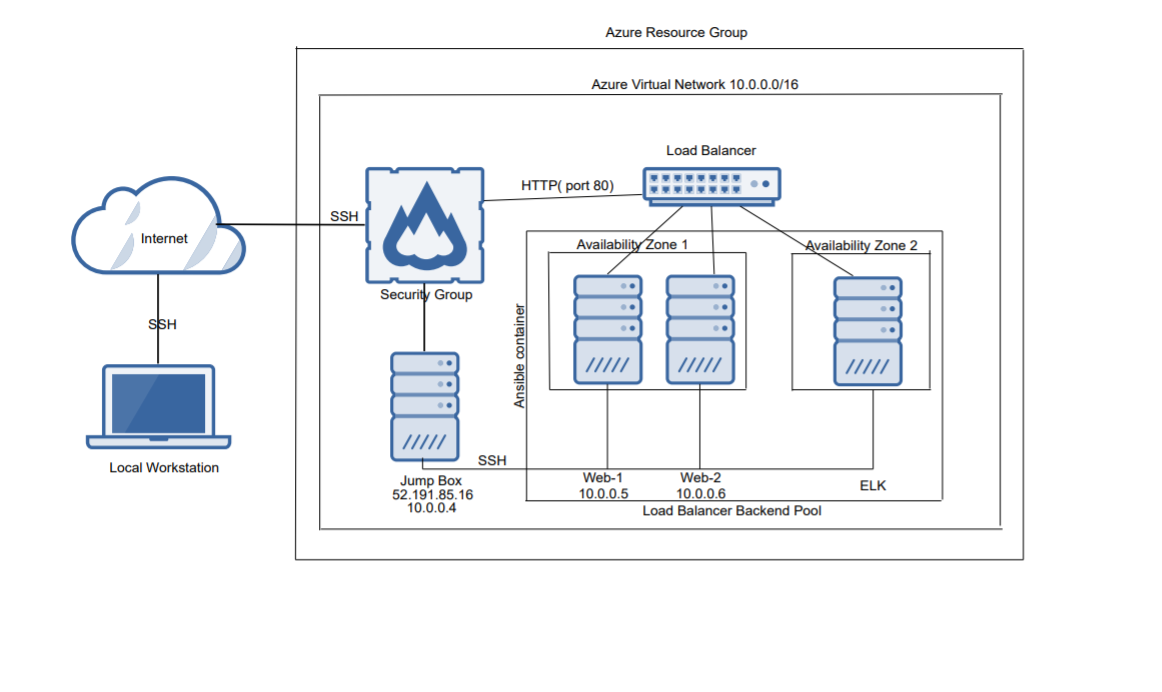 Azure Resource Group
Azure Virtual Network 10.0.0.0/16
Load Balancer
HTTP( port 80)
SSH
Internet
Security Group
Availability Zone 1
Availability Zone 2
Ansible container
SSH
Local Workstation
SSH
Jump Box
52.191.85.16
10.0.0.4
Web-1
10.0.0.5
Web-2
10.0.0.6
ELK
Load Balancer Backend Pool